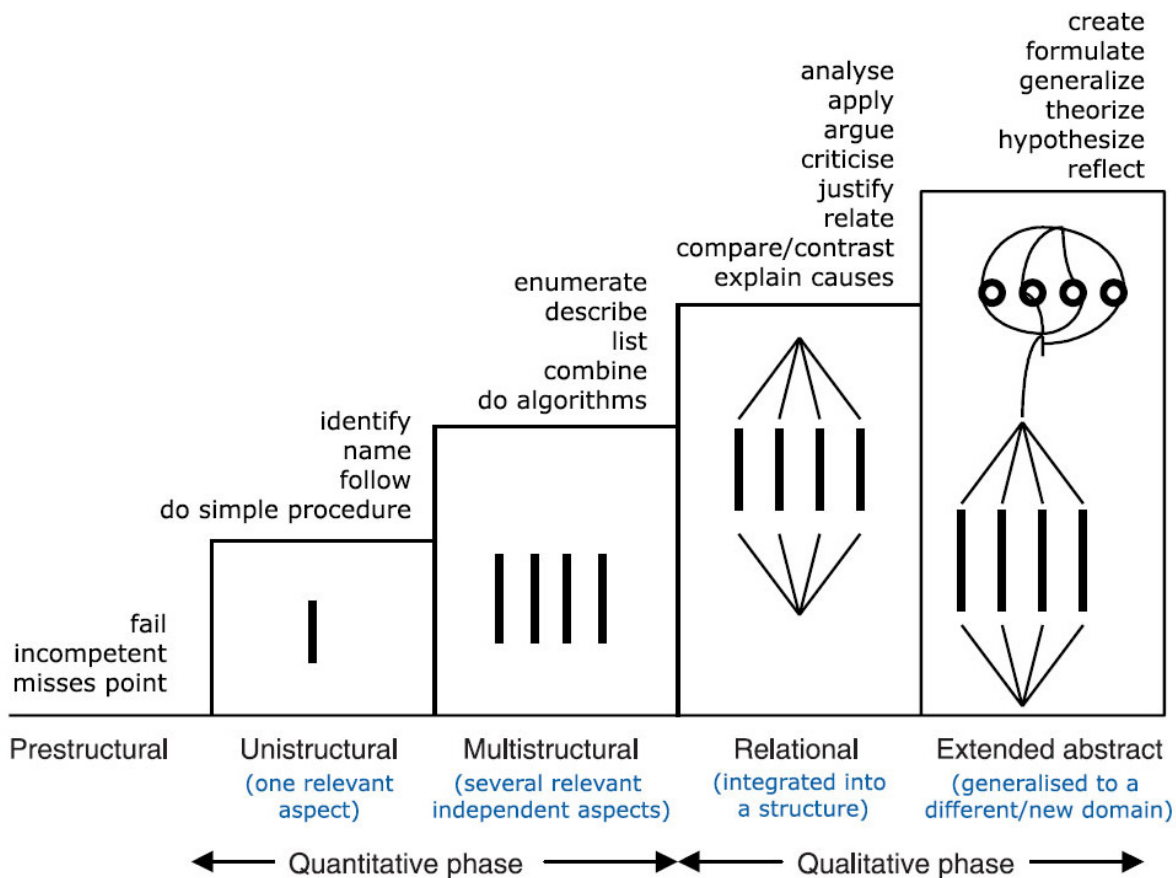 fail
incompetent
misses point
identify
name
follow
do simple procedure
enumerate
describe
list
combine
do algorithms
analyse
apply
argue
criticise
justify
relate
compare/contrast
explain causes
create
formulate
generalize
theorize
hypothesize
reflect
Prestructural
Unistructural
(one relevant
aspect)
Multistructural
(several relevant
independent aspects)
Relational
(integrated into
a structure)
Extended abstract
(generalised to a
different/new domain)
Quantitative phase
Qualitative phase